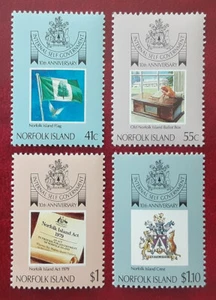 NORFOLK SELF GOVERNMENT
10th ANNIVERSARY
Norfolk Island Flag
NORFOLK ISLAND 41c
NORFOLK SELF GOVERNMENT
10th ANNIVERSARY
Old Norfolk Island Ballot Box
NORFOLK ISLAND 55c
NORFOLK SELF GOVERNMENT
10th ANNIVERSARY
Norfolk Island Act
1979
Norfolk Island Act 1979
NORFOLK ISLAND $1
NORFOLK SELF GOVERNMENT
10th ANNIVERSARY
Norfolk Island Crest
NORFOLK ISLAND $1.10